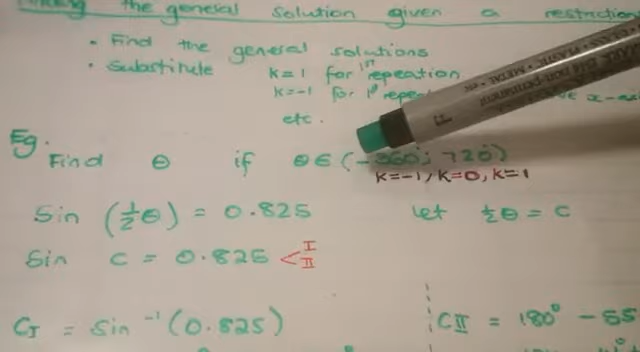 the general solution given a restriction
• Find the general solutions
• Substitute k=1 for 1st repetation
k=-1 for 1st
etc.
Eg.
Find θ if θ∈(-360; 720)
k=-1, k=0, k=1
Sin (½θ) = 0.825 let ½θ = C
Sin C = 0.825 < I
II
CI = sin⁻¹(0.825) CII = 180° - 55